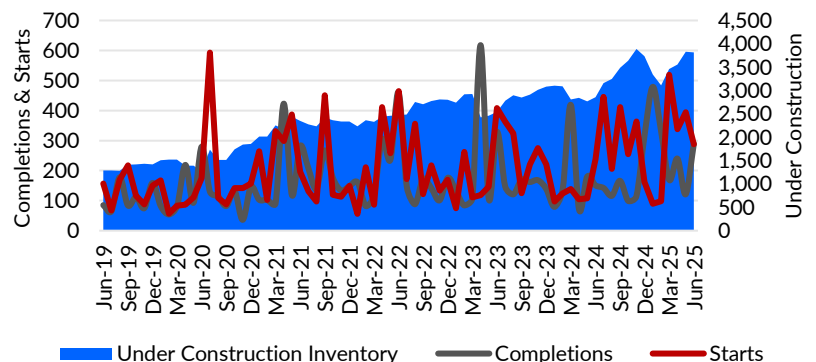 Completions & Starts
700
600
500
400
300
200
100
0
4,500
4,000
3,500
3,000
2,500
2,000
1,500
1,000
500
0
Under Construction
Jun-19
Sep-19
Dec-19
Mar-20
Jun-20
Sep-20
Dec-20
Mar-21
Jun-21
Sep-21
Dec-21
Mar-22
Jun-22
Sep-22
Dec-22
Mar-23
Jun-23
Sep-23
Dec-23
Mar-24
Jun-24
Sep-24
Dec-24
Mar-25
Jun-25
Under Construction Inventory
Completions
Starts